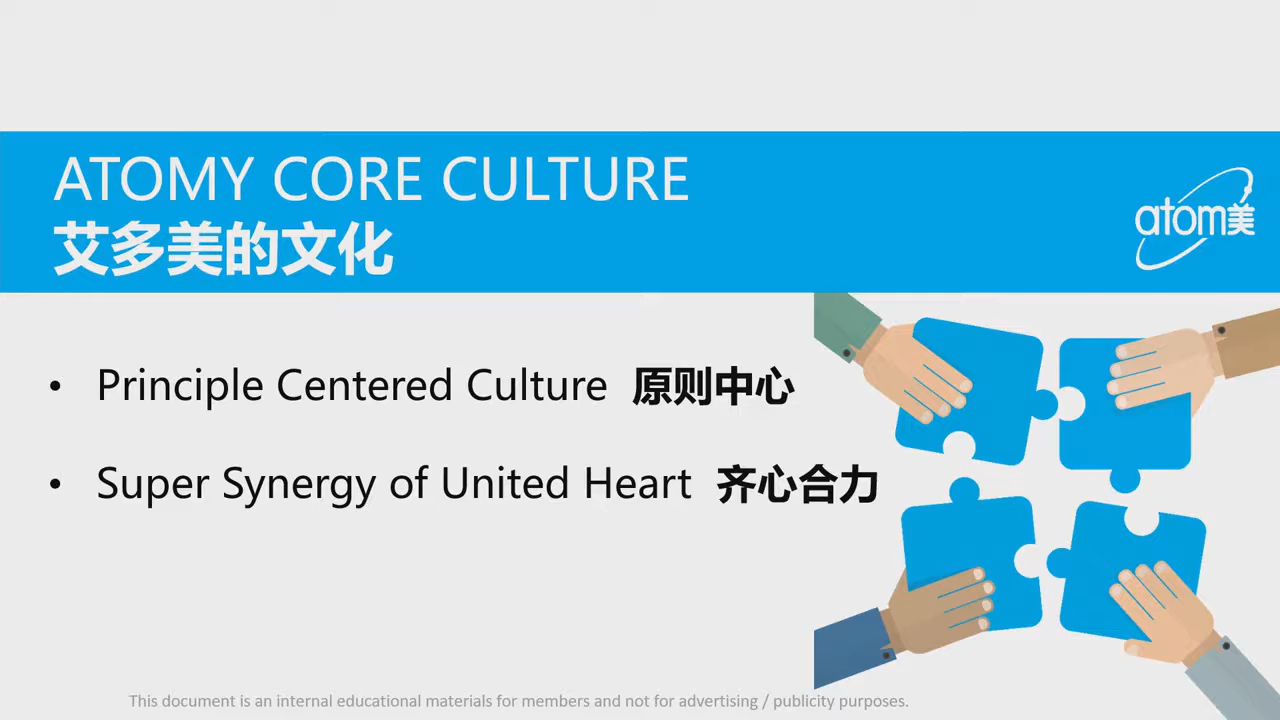 ATOMY CORE CULTURE
艾多美的文化
atom美
• Principle Centered Culture 原则中心
• Super Synergy of United Heart 齐心合力
This document is an internal educational materials for members and not for advertising / publicity purposes.